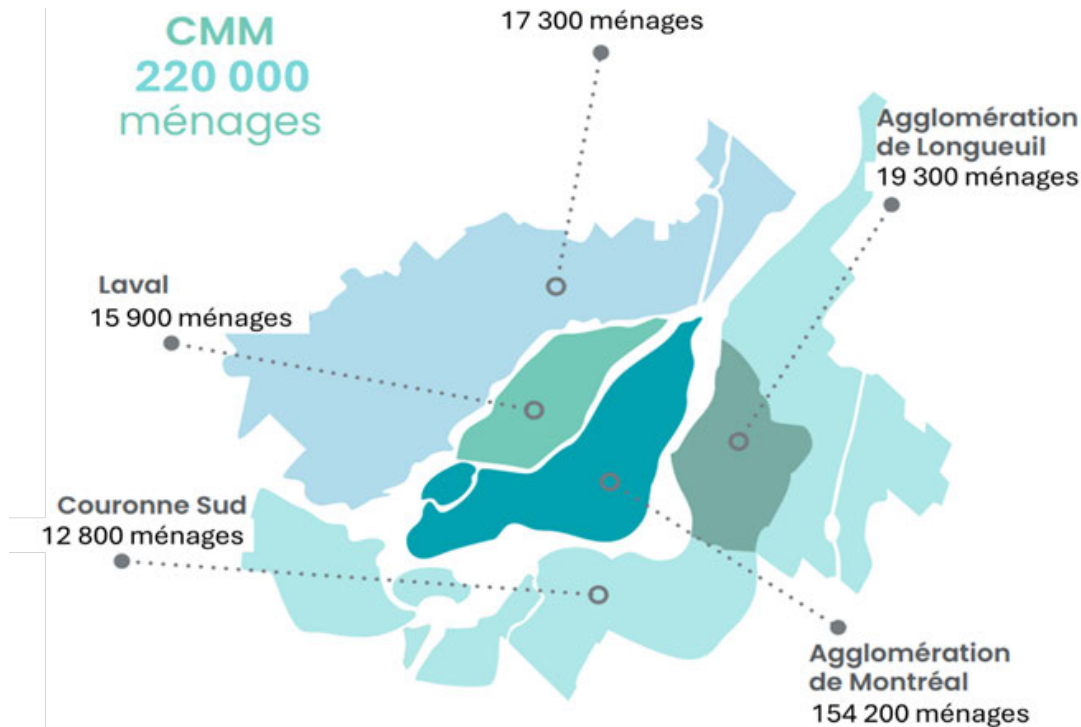 CMM
220 000
ménages
17 300 ménages
Agglomération
de Longueuil
19 300 ménages
Laval
15 900 ménages
Couronne Sud
12 800 ménages
Agglomération
de Montréal
154 200 ménages